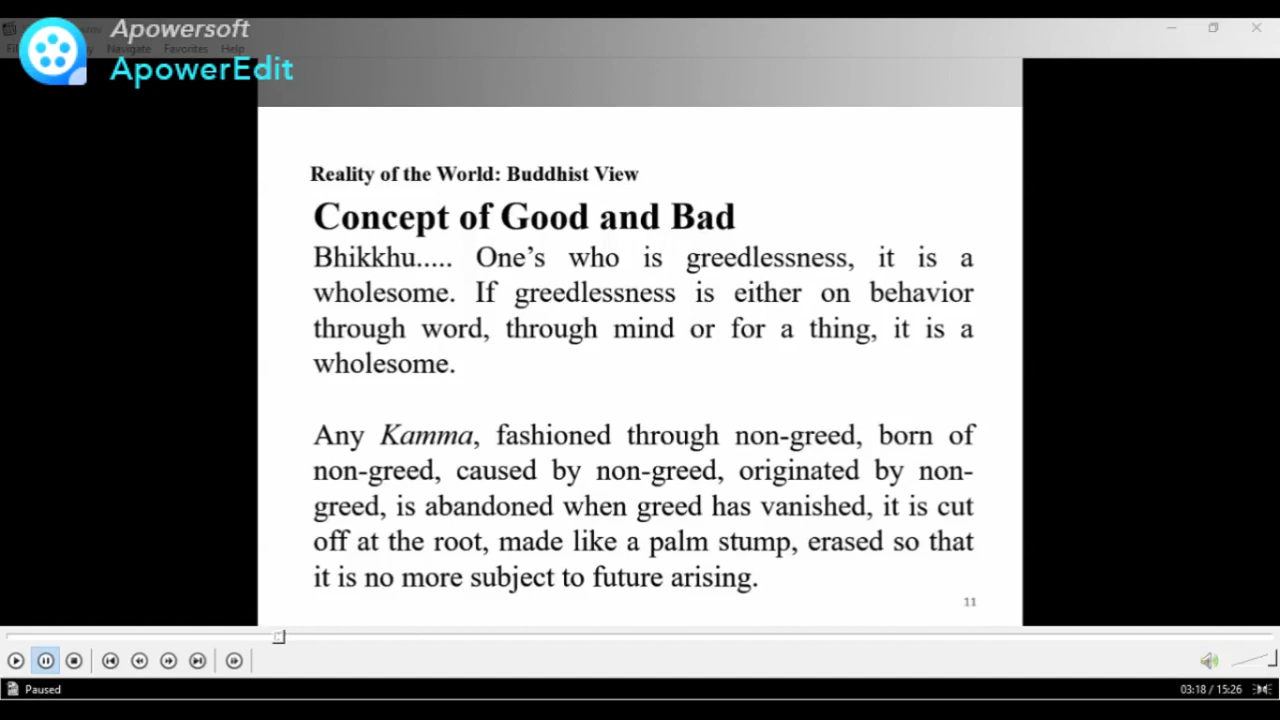 Apowersoft
ApowerEdit
Navigate Favorites Help
Reality of the World: Buddhist View
Concept of Good and Bad
Bhikkhu..... One’s who is greedlessness, it is a
wholesome. If greedlessness is either on behavior
through word, through mind or for a thing, it is a
wholesome.
Any Kamma, fashioned through non-greed, born of
non-greed, caused by non-greed, originated by non-
greed, is abandoned when greed has vanished, it is cut
off at the root, made like a palm stump, erased so that
it is no more subject to future arising.
11
Paused
03:18 / 15:26